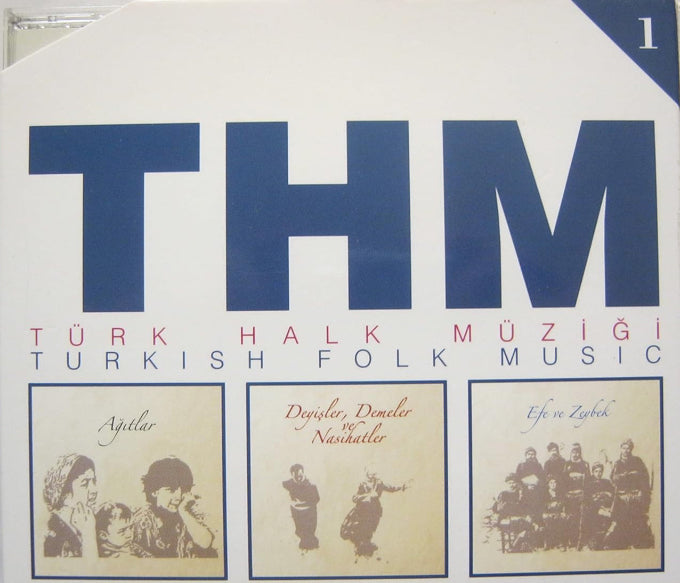 1
THM
TÜRK HALK MÜZİĞİ
TURKISH FOLK MUSIC
Ağıtlar
Deyişler, Demeler
ve
Nasihatler
Efe ve Zeybek